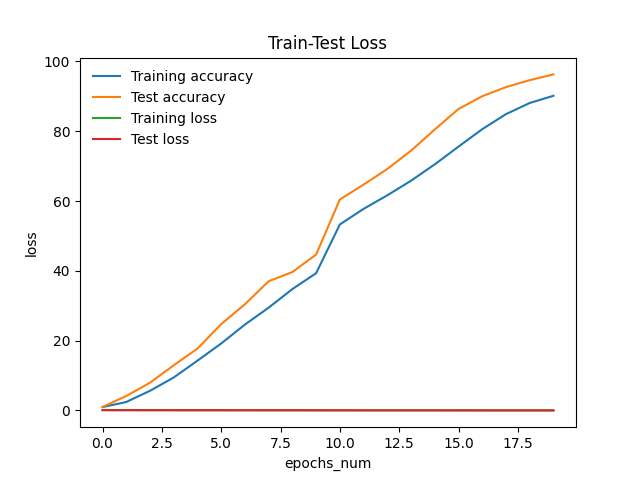 Train-Test Loss
100
80
60
40
20
0
loss
Training accuracy
Test accuracy
Training loss
Test loss
0.0 2.5 5.0 7.5 10.0 12.5 15.0 17.5
epochs_num